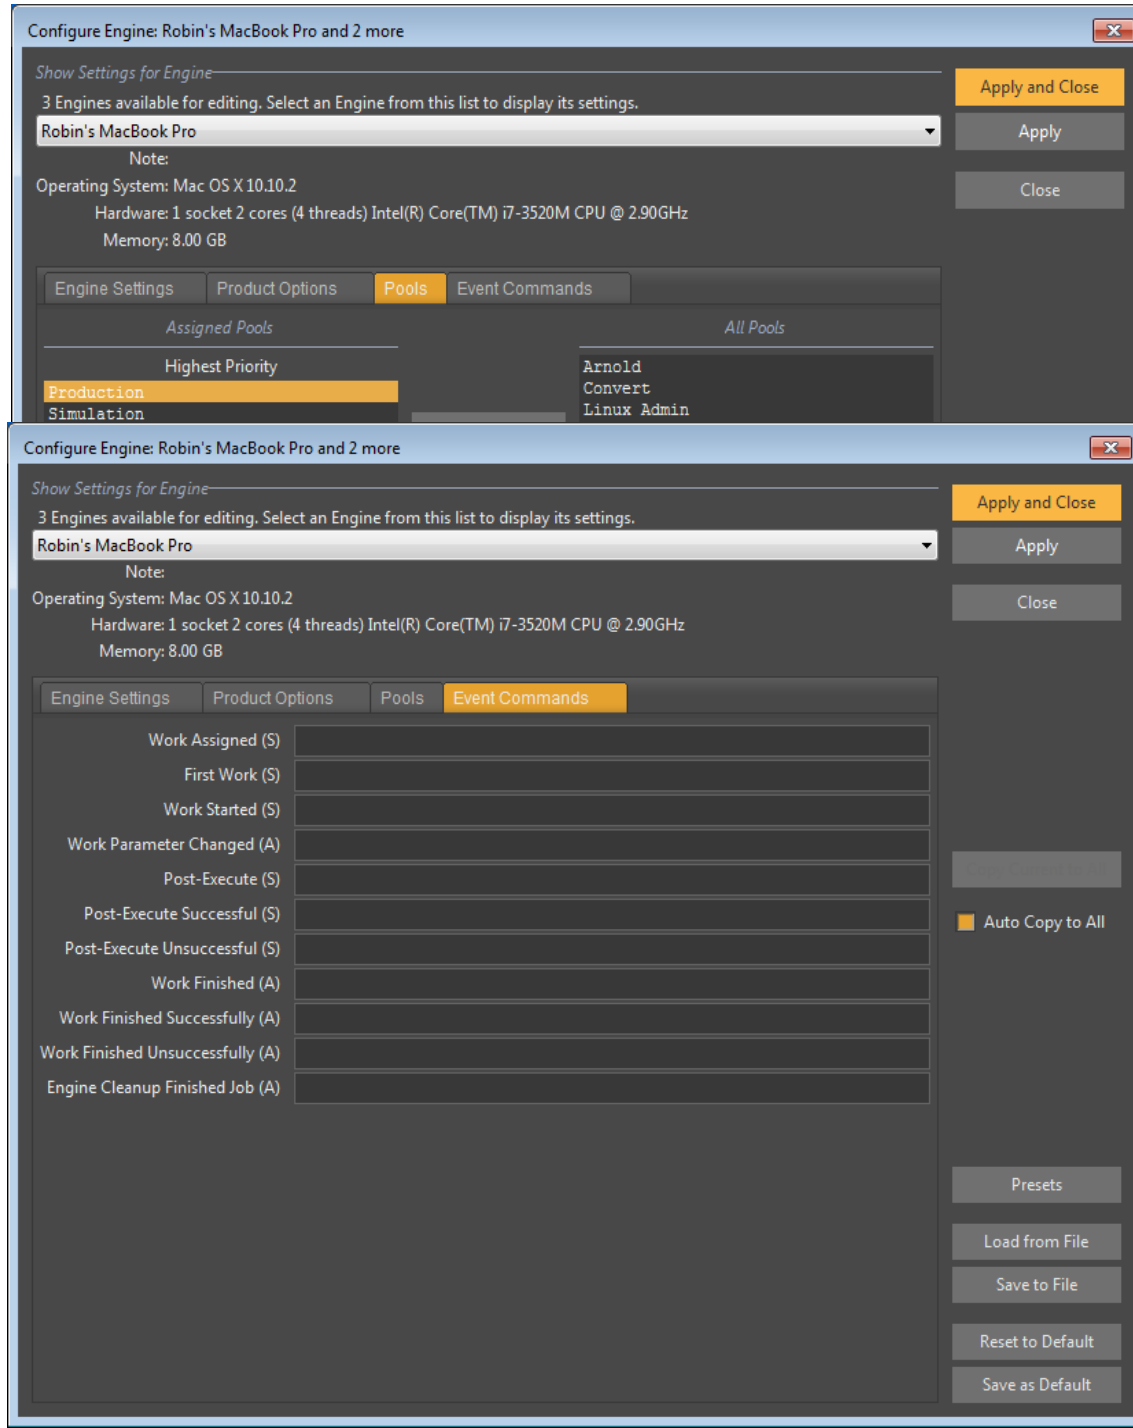 Configure Engine: Robin's MacBook Pro and 2 more
Show Settings for Engine
3 Engines available for editing. Select an Engine from this list to display its settings.
Robin's MacBook Pro
Note:
Operating System: Mac OS X 10.10.2
Hardware: 1 socket 2 cores (4 threads) Intel(R) Core(TM) i7-3520M CPU @ 2.90GHz
Memory: 8.00 GB
Apply and Close
Apply
Close
Engine Settings Product Options Pools Event Commands
Assigned Pools All Pools
Highest Priority
Production
Simulation
Arnold
Convert
Linux Admin
Configure Engine: Robin's MacBook Pro and 2 more
Show Settings for Engine
3 Engines available for editing. Select an Engine from this list to display its settings.
Robin's MacBook Pro
Note:
Operating System: Mac OS X 10.10.2
Hardware: 1 socket 2 cores (4 threads) Intel(R) Core(TM) i7-3520M CPU @ 2.90GHz
Memory: 8.00 GB
Apply and Close
Apply
Close
Engine Settings Product Options Pools Event Commands
Work Assigned (S)
First Work (S)
Work Started (S)
Work Parameter Changed (A)
Post-Execute (S)
Post-Execute Successful (S)
Post-Execute Unsuccessful (S)
Work Finished (A)
Work Finished Successfully (A)
Work Finished Unsuccessfully (A)
Engine Cleanup Finished Job (A)
Auto Copy to All
Presets
Load from File
Save to File
Reset to Default
Save as Default